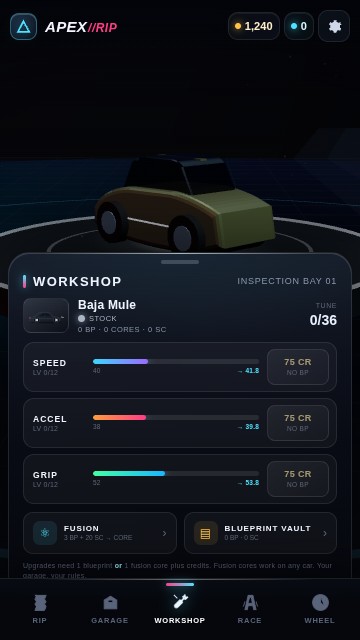 APEX//RIP
1,240
0
WORKSHOP
INSPECTION BAY 01
Baja Mule
STOCK
0 BP · 0 CORES · 0 SC
TUNE
0/36
SPEED
LV 0/12
40
→ 41.8
75 CR
NO BP
ACCEL
LV 0/12
38
→ 39.8
75 CR
NO BP
GRIP
LV 0/12
52
→ 53.8
75 CR
NO BP
FUSION
3 BP + 20 SC → CORE
BLUEPRINT VAULT
0 BP · 0 SC
Upgrades need 1 blueprint or 1 fusion core plus credits. Fusion cores work on any car. Your
garage, your rules.
RIP
GARAGE
WORKSHOP
RACE
WHEEL